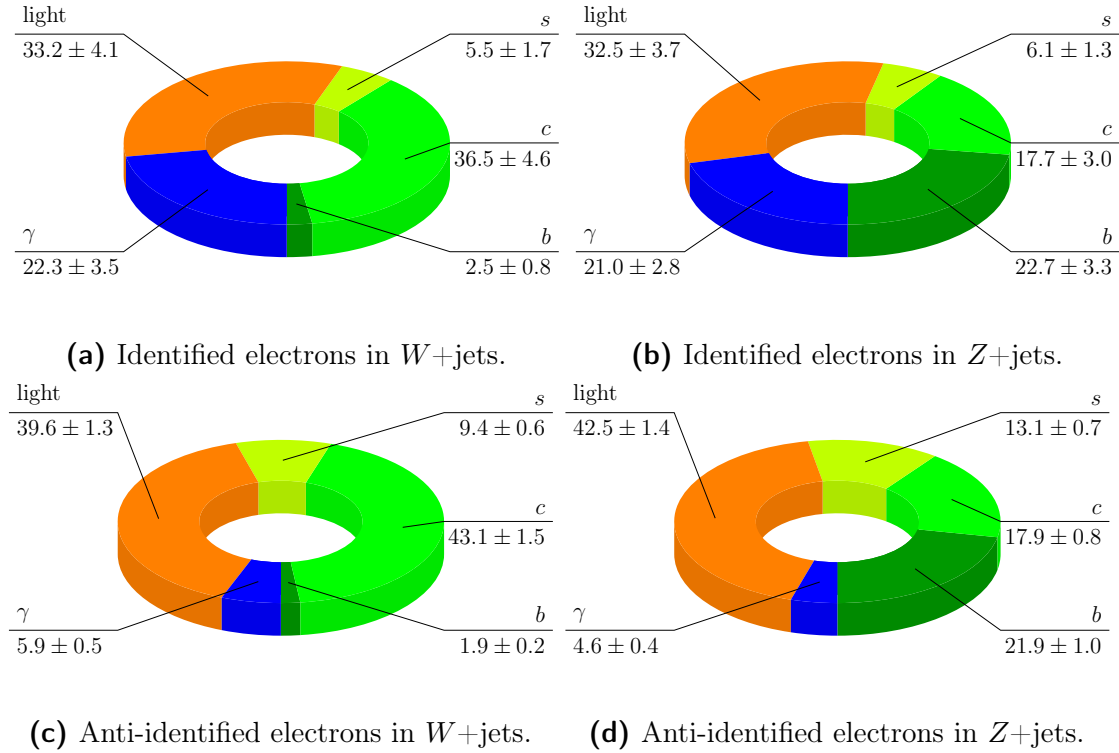 light
s
33.2 ± 4.1
5.5 ± 1.7
c
36.5 ± 4.6
γ
b
22.3 ± 3.5
2.5 ± 0.8
(a) Identified electrons in W+jets.
light
s
32.5 ± 3.7
6.1 ± 1.3
c
17.7 ± 3.0
γ
b
21.0 ± 2.8
22.7 ± 3.3
(b) Identified electrons in Z+jets.
light
s
39.6 ± 1.3
9.4 ± 0.6
c
43.1 ± 1.5
γ
b
5.9 ± 0.5
1.9 ± 0.2
(c) Anti-identified electrons in W+jets.
light
s
42.5 ± 1.4
13.1 ± 0.7
c
17.9 ± 0.8
γ
b
4.6 ± 0.4
21.9 ± 1.0
(d) Anti-identified electrons in Z+jets.